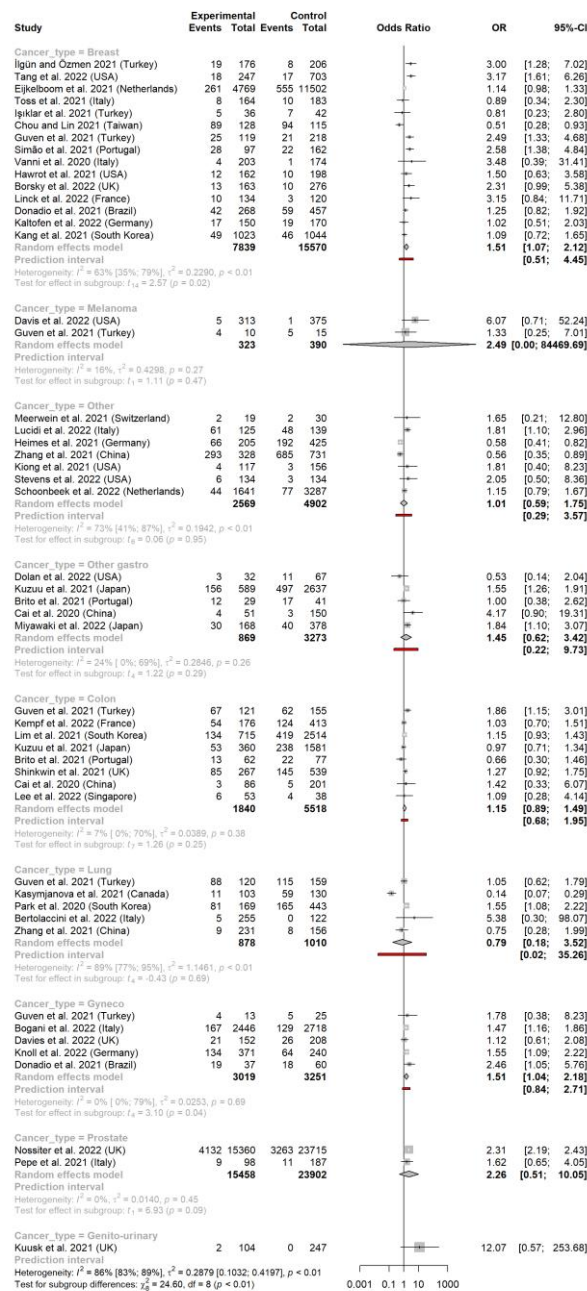 Experimental Control
Study Events Total Events Total Odds Ratio OR 95%-CI
Cancer_type = Breast
İlgün and Özmen 2021 (Turkey) 19 176 8 206 3.00 [1.28; 7.02]
Tang et al. 2022 (USA) 18 247 17 703 3.17 [1.61; 6.26]
Eijkelboom et al. 2021 (Netherlands) 261 4769 555 11502 1.14 [0.98; 1.33]
Toss et al. 2021 (Italy) 8 164 10 183 0.89 [0.34; 2.30]
Işıklar et al. 2021 (Turkey) 5 36 7 42 0.81 [0.23; 2.80]
Chou and Lin 2021 (Taiwan) 89 128 94 115 0.51 [0.28; 0.93]
Guven et al. 2021 (Turkey) 25 119 21 218 2.49 [1.33; 4.68]
Simão et al. 2022 (Portugal) 28 97 22 162 2.58 [1.38; 4.84]
Vanni et al. 2020 (Italy) 4 203 1 174 3.48 [0.39; 31.41]
Hawrot et al. 2021 (USA) 12 162 10 198 1.50 [0.63; 3.58]
Borsky et al. 2022 (UK) 13 163 10 276 2.31 [0.99; 5.38]
Linck et al. 2022 (France) 10 134 3 120 3.15 [0.84; 11.71]
Donadio et al. 2021 (Brazil) 42 268 59 457 1.25 [0.82; 1.92]
Kaltofen et al. 2022 (Germany) 17 150 19 170 1.02 [0.51; 2.03]
Kang et al. 2021 (South Korea) 49 1023 46 1044 1.09 [0.72; 1.65]
Random effects model 7839 15570 1.51 [1.07; 2.12]
Prediction interval [0.51; 4.45]
Heterogeneity: I² = 63% [35%; 79%], τ² = 0.2290, p < 0.01
Test for effect in subgroup: t₁₄ = 2.57 (p = 0.02)
Cancer_type = Melanoma
Davis et al. 2022 (USA) 5 313 1 375 6.07 [0.71; 52.24]
Guven et al. 2021 (Turkey) 4 10 5 15 1.33 [0.25; 7.01]
Random effects model 323 390 2.49 [0.00; 84469.69]
Prediction interval
Heterogeneity: I² = 16%, τ² = 0.4298, p = 0.27
Test for effect in subgroup: t₁ = 1.11 (p = 0.47)
Cancer_type = Other
Meerwein et al. 2021 (Switzerland) 2 19 2 30 1.65 [0.21; 12.80]
Lucidi et al. 2022 (Italy) 61 125 48 139 1.81 [1.10; 2.96]
Heimes et al. 2021 (Germany) 66 205 192 425 0.58 [0.41; 0.82]
Zhang et al. 2021 (China) 293 328 685 731 0.56 [0.35; 0.89]
Kiong et al. 2021 (USA) 4 117 3 156 1.81 [0.40; 8.23]
Stevens et al. 2022 (USA) 6 134 3 134 2.05 [0.50; 8.36]
Schoonbeek et al. 2022 (Netherlands) 44 1641 77 3287 1.15 [0.79; 1.67]
Random effects model 2569 4902 1.01 [0.59; 1.75]
Prediction interval [0.29; 3.57]
Heterogeneity: I² = 73% [41%; 87%], τ² = 0.1942, p < 0.01
Test for effect in subgroup: t₆ = 0.06 (p = 0.95)
Cancer_type = Other gastro
Dolan et al. 2022 (USA) 3 32 11 67 0.53 [0.14; 2.04]
Kuzuu et al. 2021 (Japan) 156 589 497 2637 1.55 [1.26; 1.91]
Brito et al. 2021 (Portugal) 12 29 17 41 1.00 [0.38; 2.62]
Cai et al. 2020 (China) 4 51 3 150 4.17 [0.90; 19.31]
Miyawaki et al. 2022 (Japan) 30 168 40 378 1.84 [1.10; 3.07]
Random effects model 869 3273 1.45 [0.62; 3.42]
Prediction interval [0.22; 9.73]
Heterogeneity: I² = 24% [ 0%; 69%], τ² = 0.2846, p = 0.26
Test for effect in subgroup: t₄ = 1.22 (p = 0.29)
Cancer_type = Colon
Guven et al. 2021 (Turkey) 67 121 62 155 1.86 [1.15; 3.01]
Kempf et al. 2022 (France) 54 176 124 413 1.03 [0.70; 1.51]
Lim et al. 2021 (South Korea) 134 715 419 2514 1.15 [0.93; 1.43]
Kuzuu et al. 2021 (Japan) 53 360 238 1581 0.97 [0.71; 1.34]
Brito et al. 2021 (Portugal) 13 62 22 77 0.66 [0.30; 1.46]
Shinkwin et al. 2021 (UK) 85 267 145 539 1.27 [0.92; 1.75]
Cai et al. 2020 (China) 3 86 5 201 1.42 [0.33; 6.07]
Lee et al. 2022 (Singapore) 6 53 4 38 1.09 [0.28; 4.14]
Random effects model 1840 5518 1.15 [0.89; 1.49]
Prediction interval [0.68; 1.95]
Heterogeneity: I² = 7% [ 0%; 70%], τ² = 0.0389, p = 0.38
Test for effect in subgroup: t₇ = 1.26 (p = 0.25)
Cancer_type = Lung
Guven et al. 2021 (Turkey) 88 120 115 159 1.05 [0.62; 1.79]
Kasymjanova et al. 2021 (Canada) 11 103 59 130 0.14 [0.07; 0.29]
Park et al. 2020 (South Korea) 81 169 165 443 1.55 [1.08; 2.22]
Bertolaccini et al. 2022 (Italy) 5 255 0 122 5.38 [0.30; 98.07]
Zhang et al. 2021 (China) 9 231 8 156 0.75 [0.28; 1.99]
Random effects model 878 1010 0.79 [0.18; 3.52]
Prediction interval [0.02; 35.26]
Heterogeneity: I² = 89% [77%; 95%], τ² = 1.1461, p < 0.01
Test for effect in subgroup: t₄ = -0.43 (p = 0.69)
Cancer_type = Gyneco
Guven et al. 2021 (Turkey) 4 13 5 25 1.78 [0.38; 8.23]
Bogani et al. 2022 (Italy) 167 2446 129 2718 1.47 [1.16; 1.86]
Davies et al. 2022 (UK) 21 152 26 208 1.12 [0.61; 2.08]
Knoll et al. 2022 (Germany) 134 371 64 240 1.55 [1.09; 2.22]
Donadio et al. 2021 (Brazil) 19 37 18 60 2.46 [1.05; 5.76]
Random effects model 3019 3251 1.51 [1.04; 2.18]
Prediction interval [0.84; 2.71]
Heterogeneity: I² = 0% [ 0%; 79%], τ² = 0.0253, p = 0.69
Test for effect in subgroup: t₄ = 3.10 (p = 0.04)
Cancer_type = Prostate
Nossiter et al. 2022 (UK) 4132 15360 3263 23715 2.31 [2.19; 2.43]
Pepe et al. 2021 (Italy) 9 98 11 187 1.62 [0.65; 4.05]
Random effects model 15458 23902 2.26 [0.51; 10.05]
Prediction interval
Heterogeneity: I² = 0%, τ² = 0.0140, p = 0.45
Test for effect in subgroup: t₁ = 6.93 (p = 0.09)
Cancer_type = Genito-urinary
Kuusk et al. 2021 (UK) 2 104 0 247 12.07 [0.57; 253.68]
Prediction interval
Heterogeneity: I² = 86% [83%; 89%], τ² = 0.2879 [0.1032; 0.4197], p < 0.01
Test for subgroup differences: χ²₈ = 24.60, df = 8 (p < 0.01)
0.001 0.1 1 10 1000